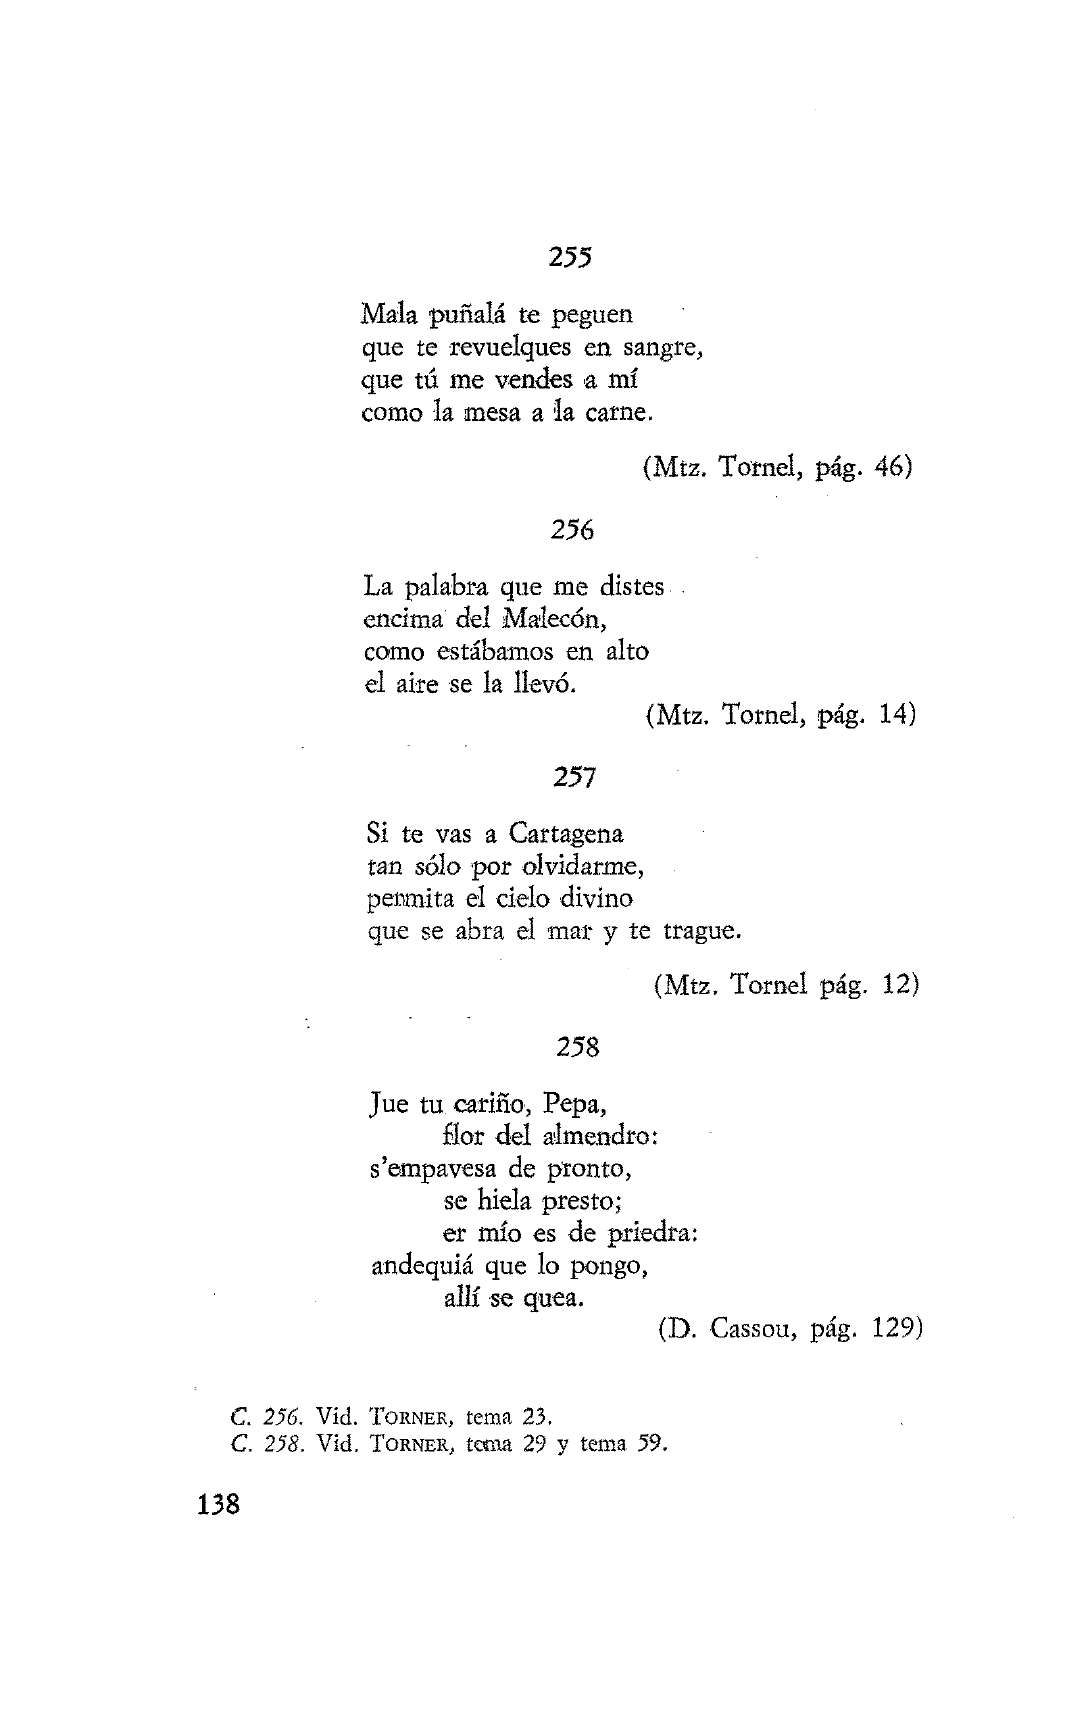 255
Mala puñalá te peguen
que te revuelques en sangre,
que tú me vendes a mí
como la mesa a la carne.
(Mtz. Tornel, pág. 46)
256
La palabra que me distes
encima del Malecón,
como estábamos en alto
el aire se la llevó.
(Mtz. Tornel, pág. 14)
257
Si te vas a Cartagena
tan sólo por olvidarme,
permita el cielo divino
que se abra el mar y te trague.
(Mtz. Tornel pág. 12)
258
Jue tu cariño, Pepa,
flor del almendro:
s'empavesa de pronto,
se hiela presto;
er mío es de priedra:
andequiá que lo pongo,
allí se quea.
(D. Cassou, pág. 129)
C. 256. Vid. TORNER, tema 23.
C. 258. Vid. TORNER, tema 29 y tema 59.
138